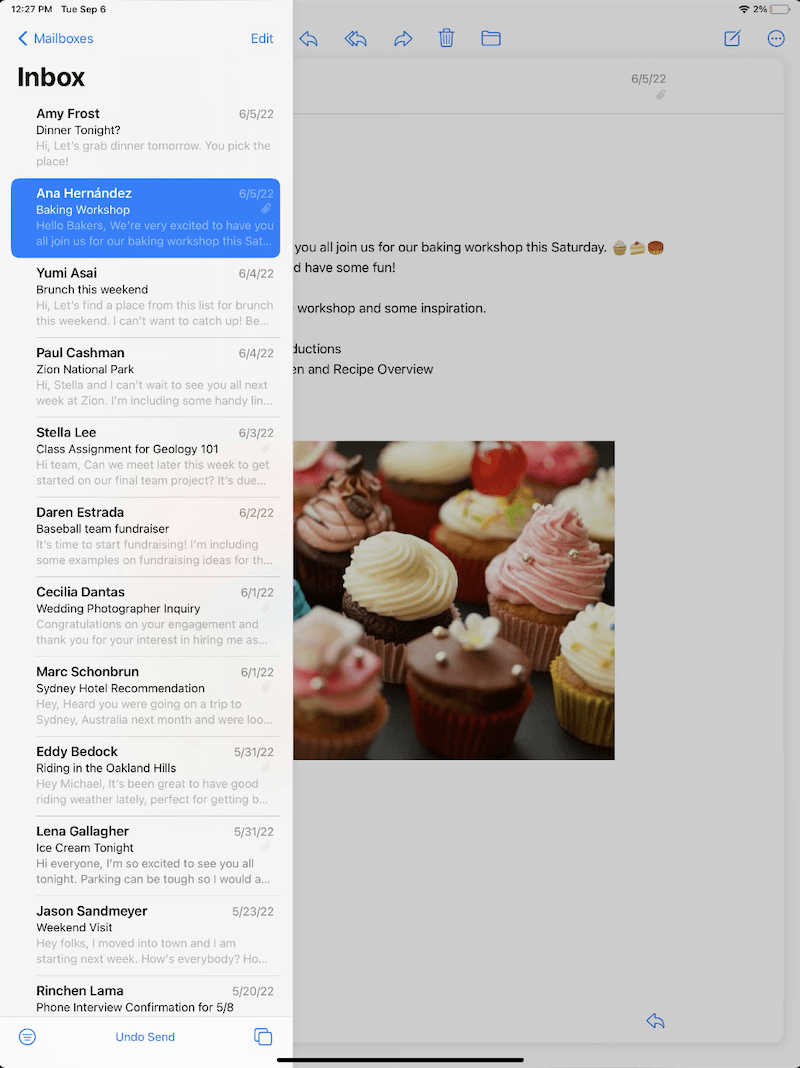 12:27 PM Tue Sep 6
2%
Mailboxes
Edit
Inbox
Amy Frost 6/5/22
Dinner Tonight?
Hi, Let's grab dinner tomorrow. You pick the
place!
Ana Hernández 6/5/22
Baking Workshop
Hello Bakers, We're very excited to have you
all join us for our baking workshop this Sat...
Yumi Asai 6/4/22
Brunch this weekend
Hi, Let's find a place from this list for brunch
this weekend. I can't want to catch up! Be...
Paul Cashman 6/4/22
Zion National Park
Hi, Stella and I can't wait to see you all next
week at Zion. I'm including some handy lin...
Stella Lee 6/3/22
Class Assignment for Geology 101
Hi team, Can we meet later this week to get
started on our final team project? It's due...
Daren Estrada 6/2/22
Baseball team fundraiser
It's time to start fundraising! I'm including
some examples on fundraising ideas for th...
Cecilia Dantas 6/1/22
Wedding Photographer Inquiry
Congratulations on your engagement and
thank you for your interest in hiring me as...
Marc Schonbrun 6/1/22
Sydney Hotel Recommendation
Hey, Heard you were going on a trip to
Sydney, Australia next month and were loo...
Eddy Bedock 5/31/22
Riding in the Oakland Hills
Hey Michael, It's been great to have good
riding weather lately, perfect for getting b...
Lena Gallagher 5/31/22
Ice Cream Tonight
Hi everyone, I'm so excited to see you all
tonight. Parking can be tough so I would a...
Jason Sandmeyer 5/23/22
Weekend Visit
Hey folks, I moved into town and I am
starting next week. How's everybody? Ho...
Rinchen Lama 5/20/22
Phone Interview Confirmation for 5/8
Undo Send
6/5/22
you all join us for our baking workshop this Saturday. 🧁🍰🥮
d have some fun!
workshop and some inspiration.
ductions
en and Recipe Overview